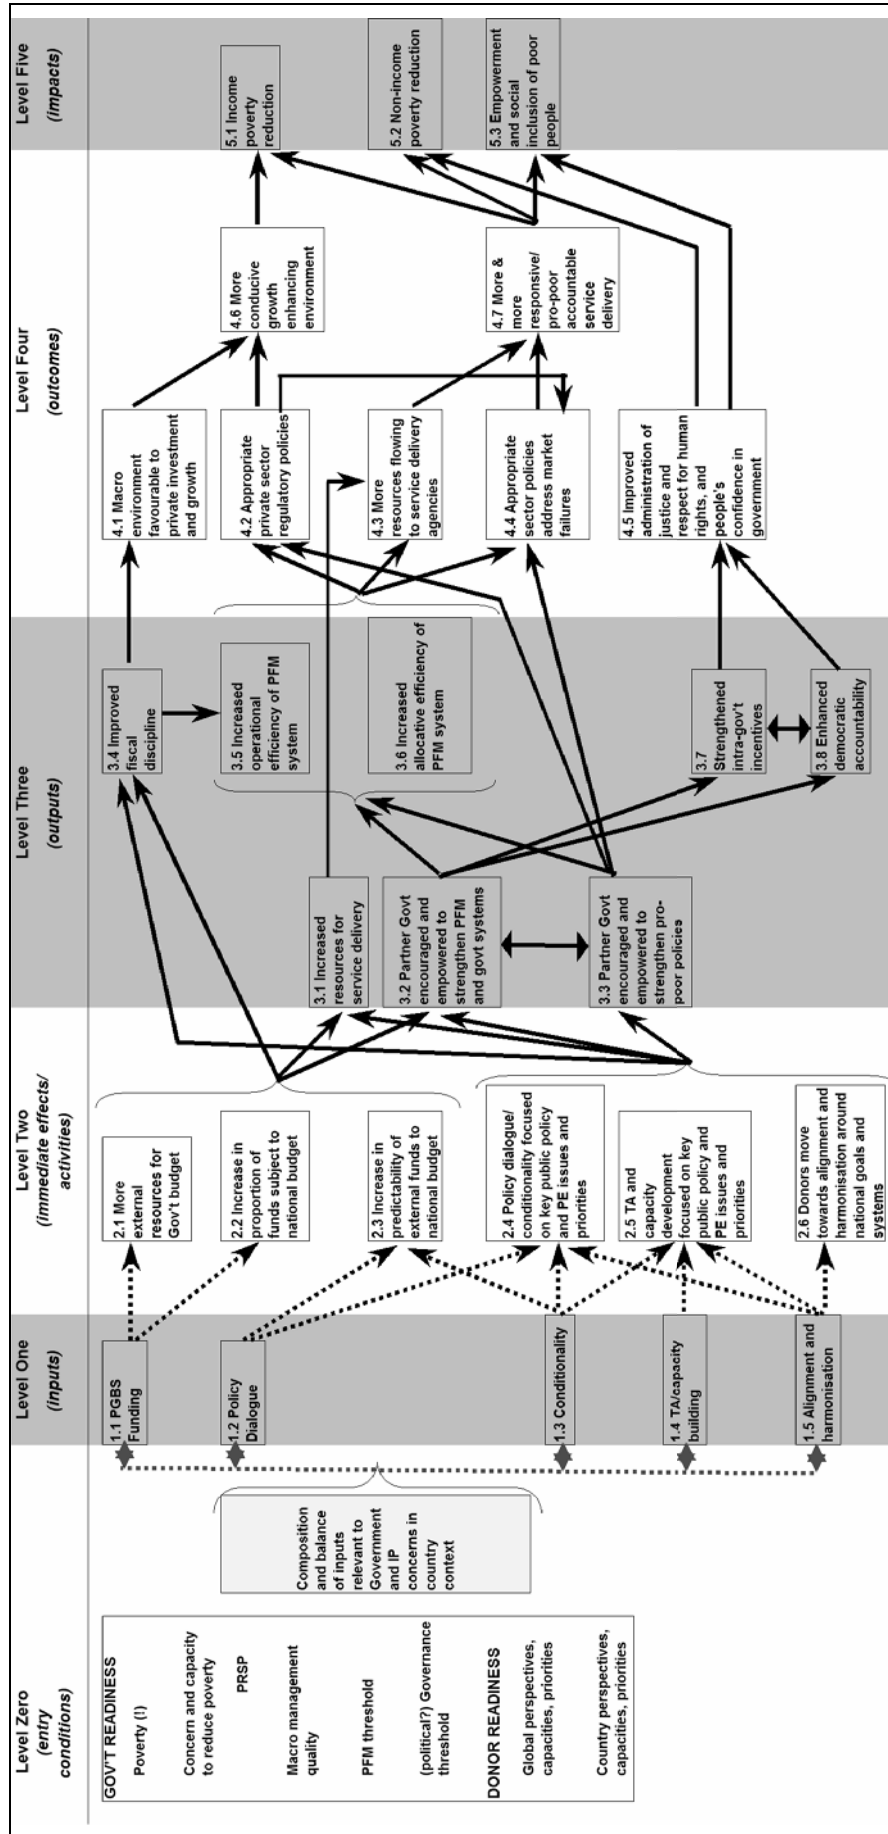 Level Zero
(entry
conditions)
GOV'T READINESS
Poverty (!)
Concern and capacity
to reduce poverty
PRSP
Macro management
quality
PFM threshold
(political?) Governance
threshold
DONOR READINESS
Global perspectives,
capacities, priorities
Country perspectives,
capacities, priorities
Composition
and balance
of inputs
relevant to
Government
and IP
concerns in
country
context
Level One
(inputs)
1.1 PGBS
Funding
1.2 Policy
Dialogue
1.3 Conditionality
1.4 TA/capacity
building
1.5 Alignment and
harmonisation
Level Two
(immediate effects/
activities)
2.1 More
external
resources for
Gov't budget
2.2 Increase in
proportion of
funds subject to
national budget
2.3 Increase in
predictability of
external funds to
national budget
2.4 Policy dialogue/
conditionality focused
on key public policy
and PE issues and
priorities
2.5 TA and
capacity
development
focused on key
public policy and
PE issues and
priorities
2.6 Donors move
towards alignment and
harmonisation around
national goals and
systems
Level Three
(outputs)
3.1 Increased
resources for
service delivery
3.2 Partner Govt
encouraged and
empowered to
strengthen PFM
and govt systems
3.3 Partner Govt
encouraged and
empowered to
strengthen pro-
poor policies
3.4 Improved
fiscal
discipline
3.5 Increased
operational
efficiency of PFM
system
3.6 Increased
allocative efficiency of
PFM system
3.7
Strengthened
intra-gov't
incentives
3.8 Enhanced
democratic
accountability
Level Four
(outcomes)
4.1 Macro
environment
favourable to
private investment
and growth
4.2 Appropriate
private sector
regulatory policies
4.3 More
resources flowing
to service delivery
agencies
4.4 Appropriate
sector policies
address market
failures
4.5 Improved
administration of
justice and
respect for human
rights, and
people's
confidence in
government
4.6 More
conducive
growth
enhancing
environment
4.7 More &
more
responsive/
pro-poor
accountable
service
delivery
Level Five
(impacts)
5.1 Income
poverty
reduction
5.2 Non-income
poverty reduction
5.3 Empowerment
and social
inclusion of poor
people